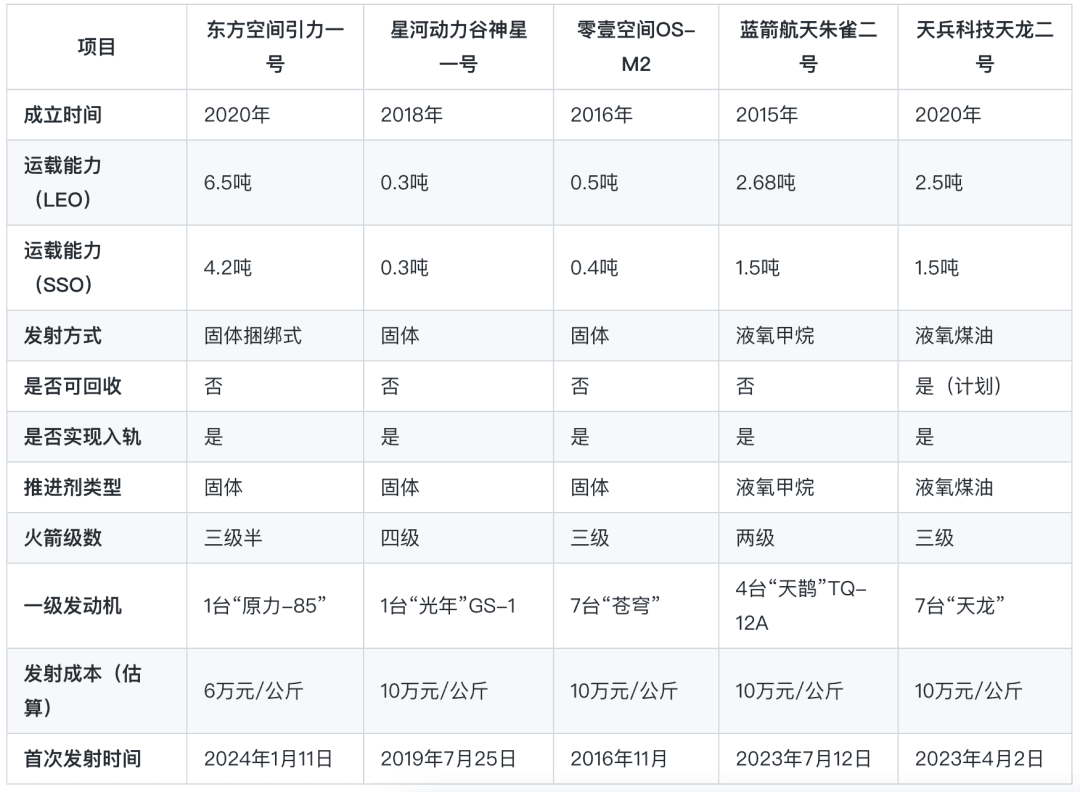 项目
东方空间引力一
号
星河动力谷神星
一号
零壹空间OS-
M2
蓝箭航天朱雀二
号
天兵科技天龙二
号
成立时间
2020年
2018年
2016年
2015年
2020年
运载能力
（LEO）
6.5吨
0.3吨
0.5吨
2.68吨
2.5吨
运载能力
（SSO）
4.2吨
0.3吨
0.4吨
1.5吨
1.5吨
发射方式
固体捆绑式
固体
固体
液氧甲烷
液氧煤油
是否可回收
否
否
否
否
是（计划）
是否实现入轨
是
是
是
是
是
推进剂类型
固体
固体
固体
液氧甲烷
液氧煤油
火箭级数
三级半
四级
三级
两级
三级
一级发动机
1台“原力-85”
1台“光年”GS-1
7台“苍穹”
4台“天鹊”TQ-
12A
7台“天龙”
发射成本（估
算）
6万元/公斤
10万元/公斤
10万元/公斤
10万元/公斤
10万元/公斤
首次发射时间
2024年1月11日
2019年7月25日
2016年11月
2023年7月12日
2023年4月2日